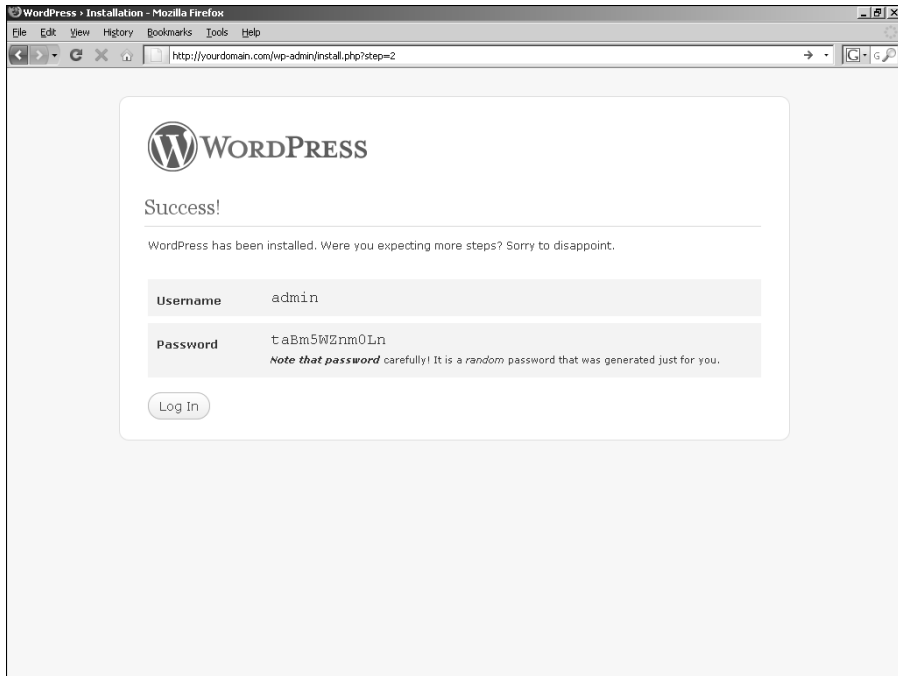 WordPress › Installation - Mozilla Firefox
File Edit View History Bookmarks Tools Help
http://yourdomain.com/wp-admin/install.php?step=2
G G
WORDPRESS
Success!
WordPress has been installed. Were you expecting more steps? Sorry to disappoint.
Username admin
Password taBm5WZnm0Ln
Note that password carefully! It is a random password that was generated just for you.
Log In